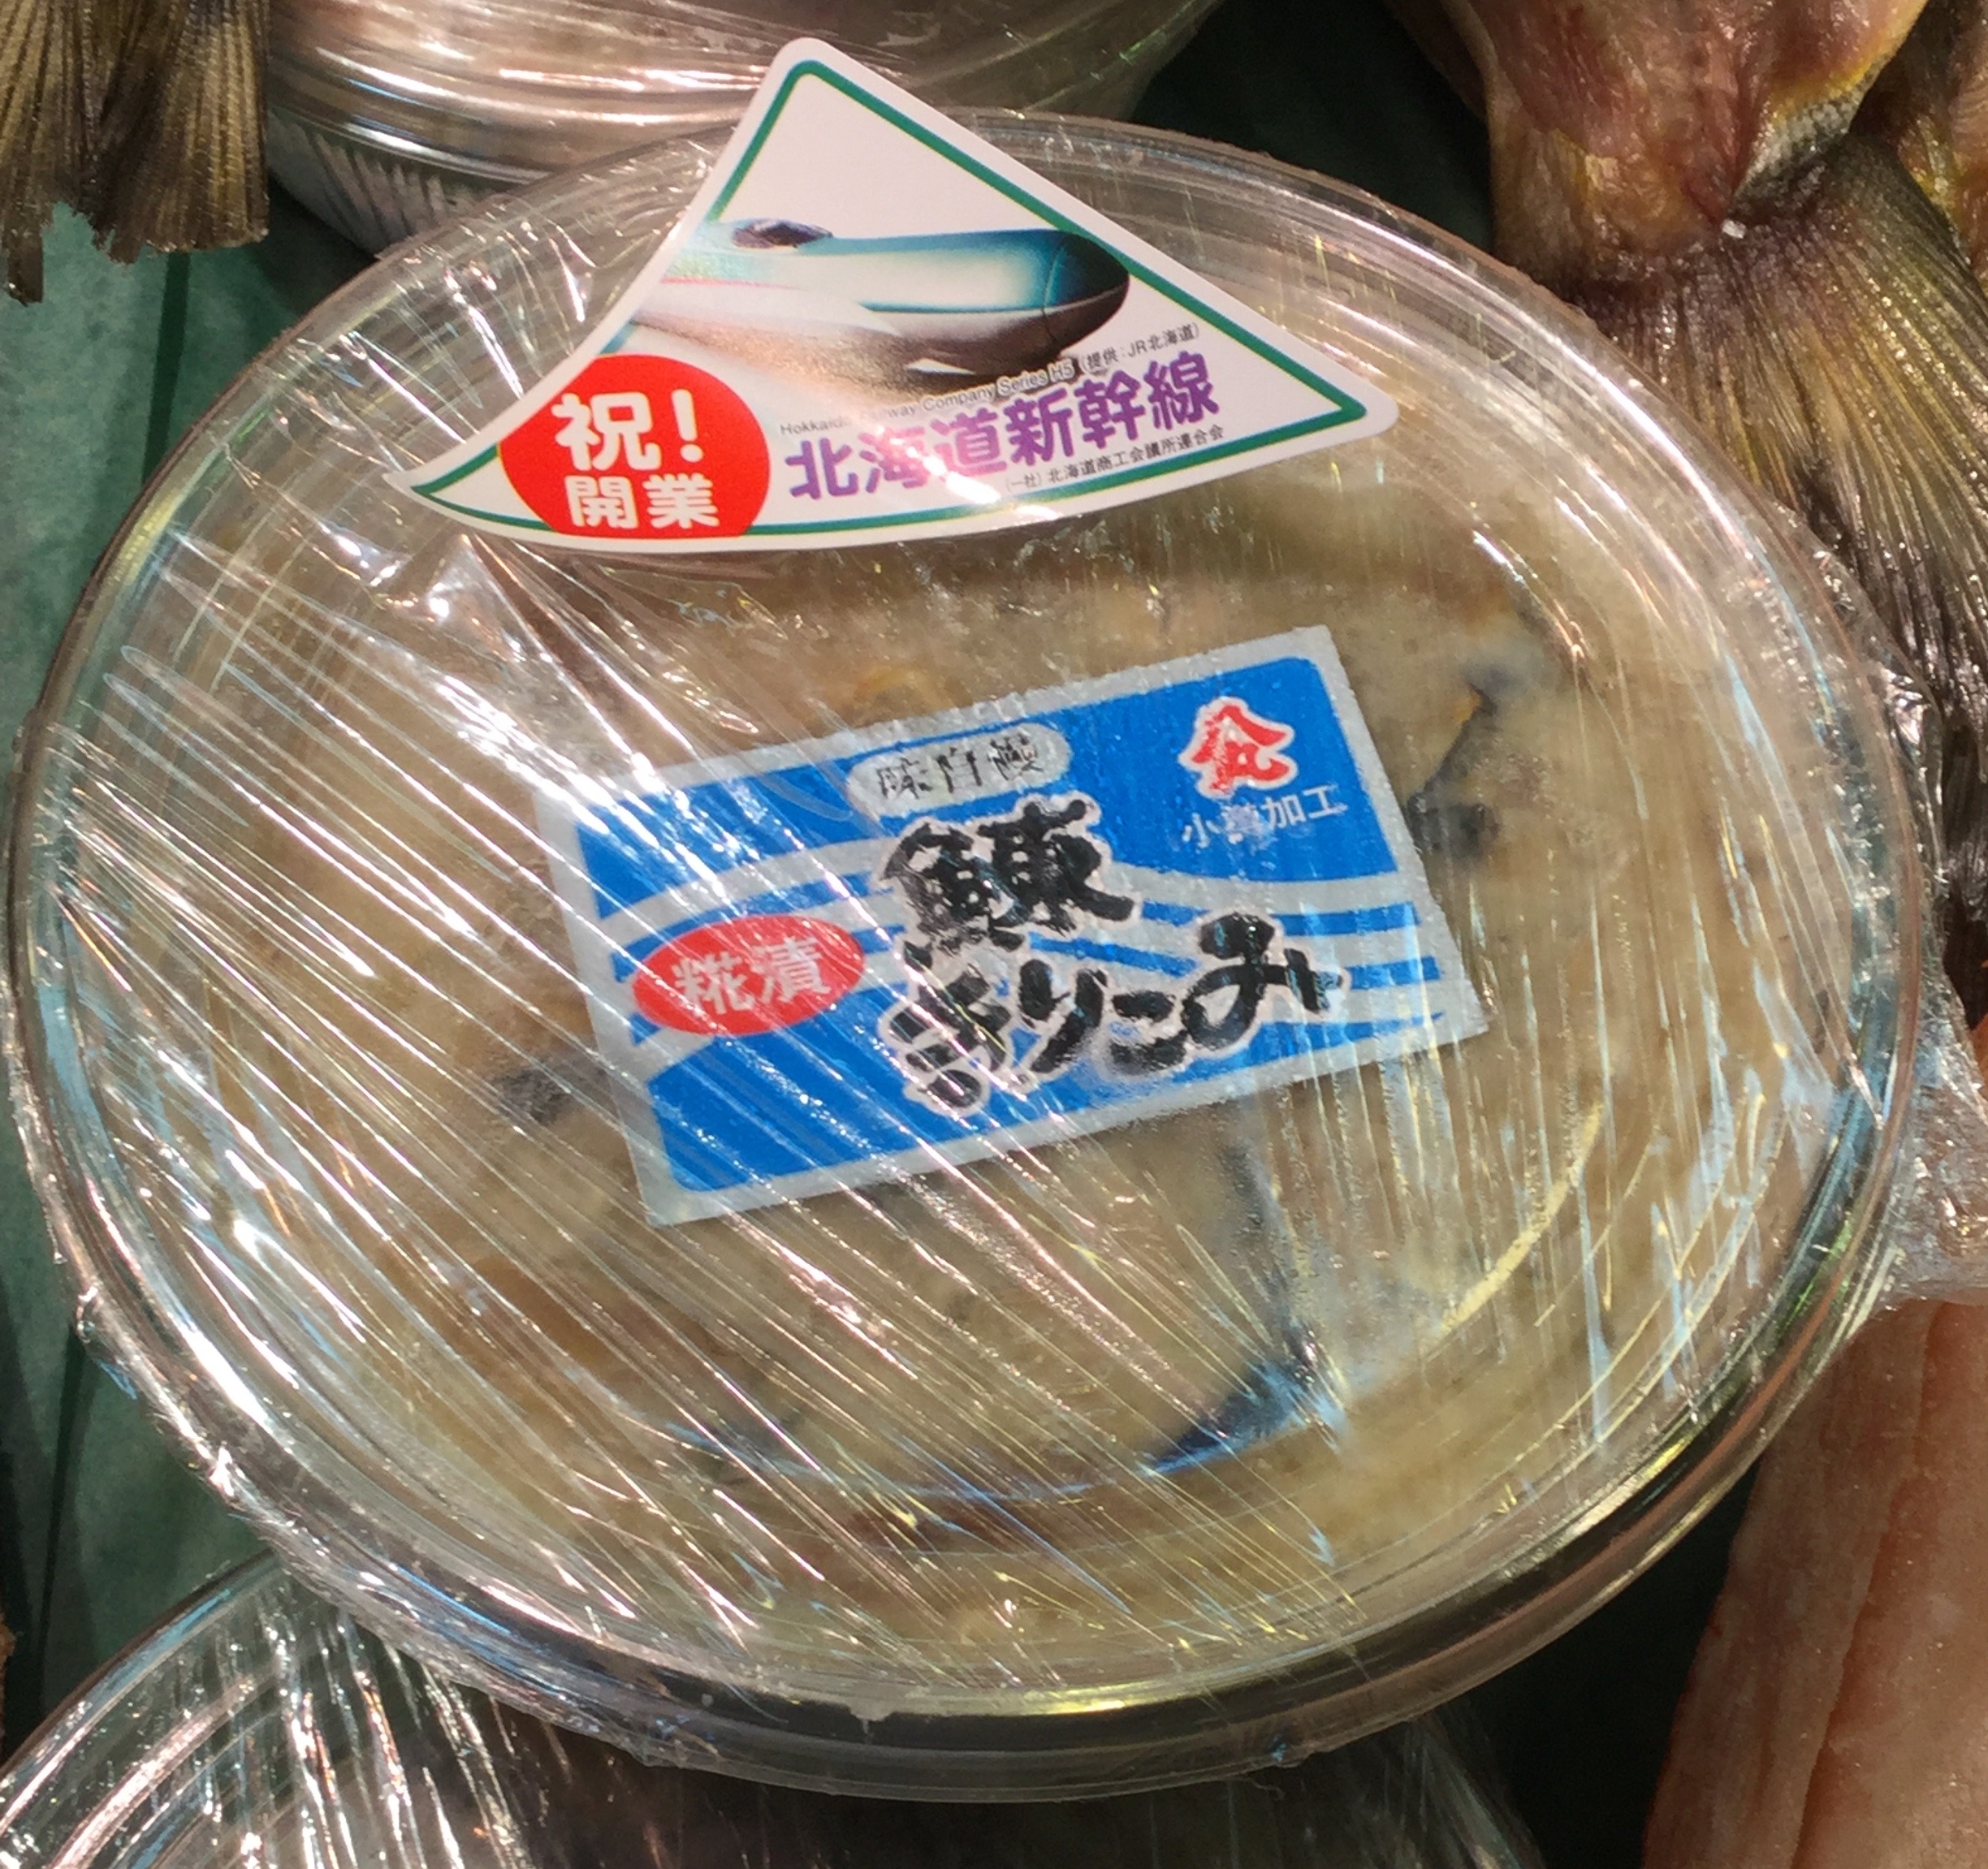 祝!
開業
Hokkaido Railway Company Series H5 (提供:JR北海道)
北海道新幹線
(一社)北海道商工会議所連合会
味自慢
小澤加工
鰊
きりこみ
糀漬